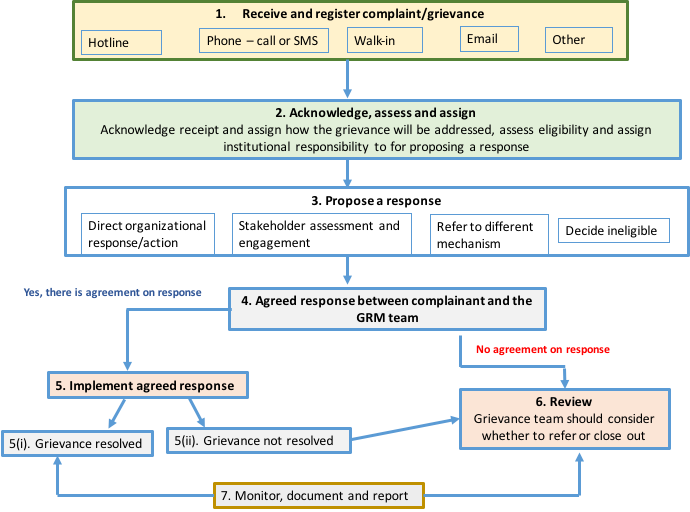 1. Receive and register complaint/grievance
Hotline
Phone – call or SMS
Walk-in
Email
Other
2. Acknowledge, assess and assign
Acknowledge receipt and assign how the grievance will be addressed, assess eligibility and assign
institutional responsibility to for proposing a response
3. Propose a response
Direct organizational
response/action
Stakeholder assessment and
engagement
Refer to different
mechanism
Decide ineligible
Yes, there is agreement on response
4. Agreed response between complainant and the
GRM team
No agreement on response
5. Implement agreed response
6. Review
Grievance team should consider
whether to refer or close out
5(i). Grievance resolved
5(ii). Grievance not resolved
7. Monitor, document and report